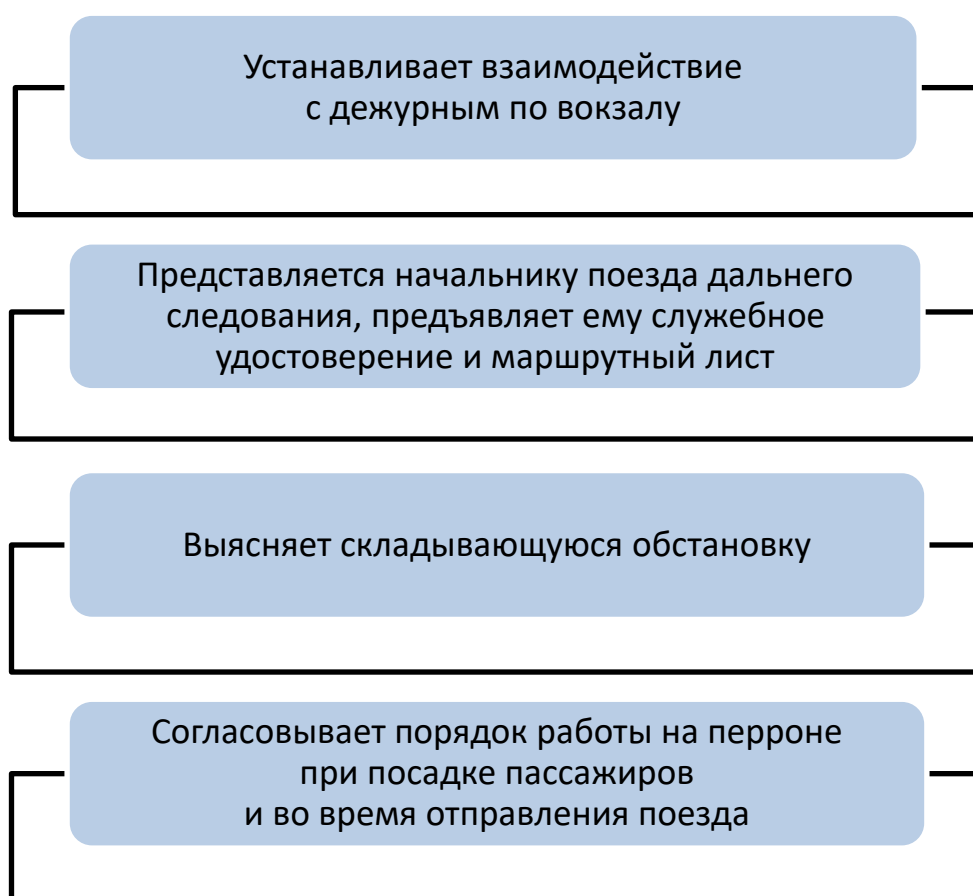 Устанавливает взаимодействие
с дежурным по вокзалу
Представляется начальнику поезда дальнего
следования, предъявляет ему служебное
удостоверение и маршрутный лист
Выясняет складывающуюся обстановку
Согласовывает порядок работы на перроне
при посадке пассажиров
и во время отправления поезда